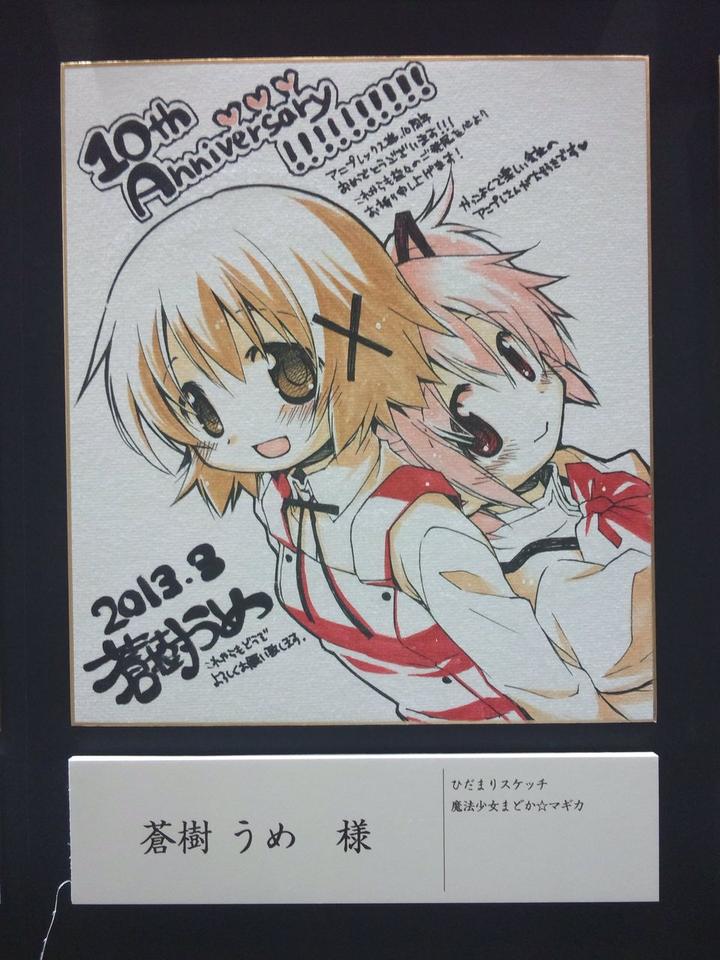 10th
Anniversary
!!!!!!!!!!
アニプレックス様、10周年
おめでとうございます!!!
これからも益々のご発展を心より
お祈り申し上げます!
かっこよくて楽しい会社の
アニプレさんが大好きです♥
2013.8
蒼樹うめ
これからもどうぞ
よろしくお願い致します。
蒼樹 うめ 様
ひだまりスケッチ
魔法少女まどか☆マギカ